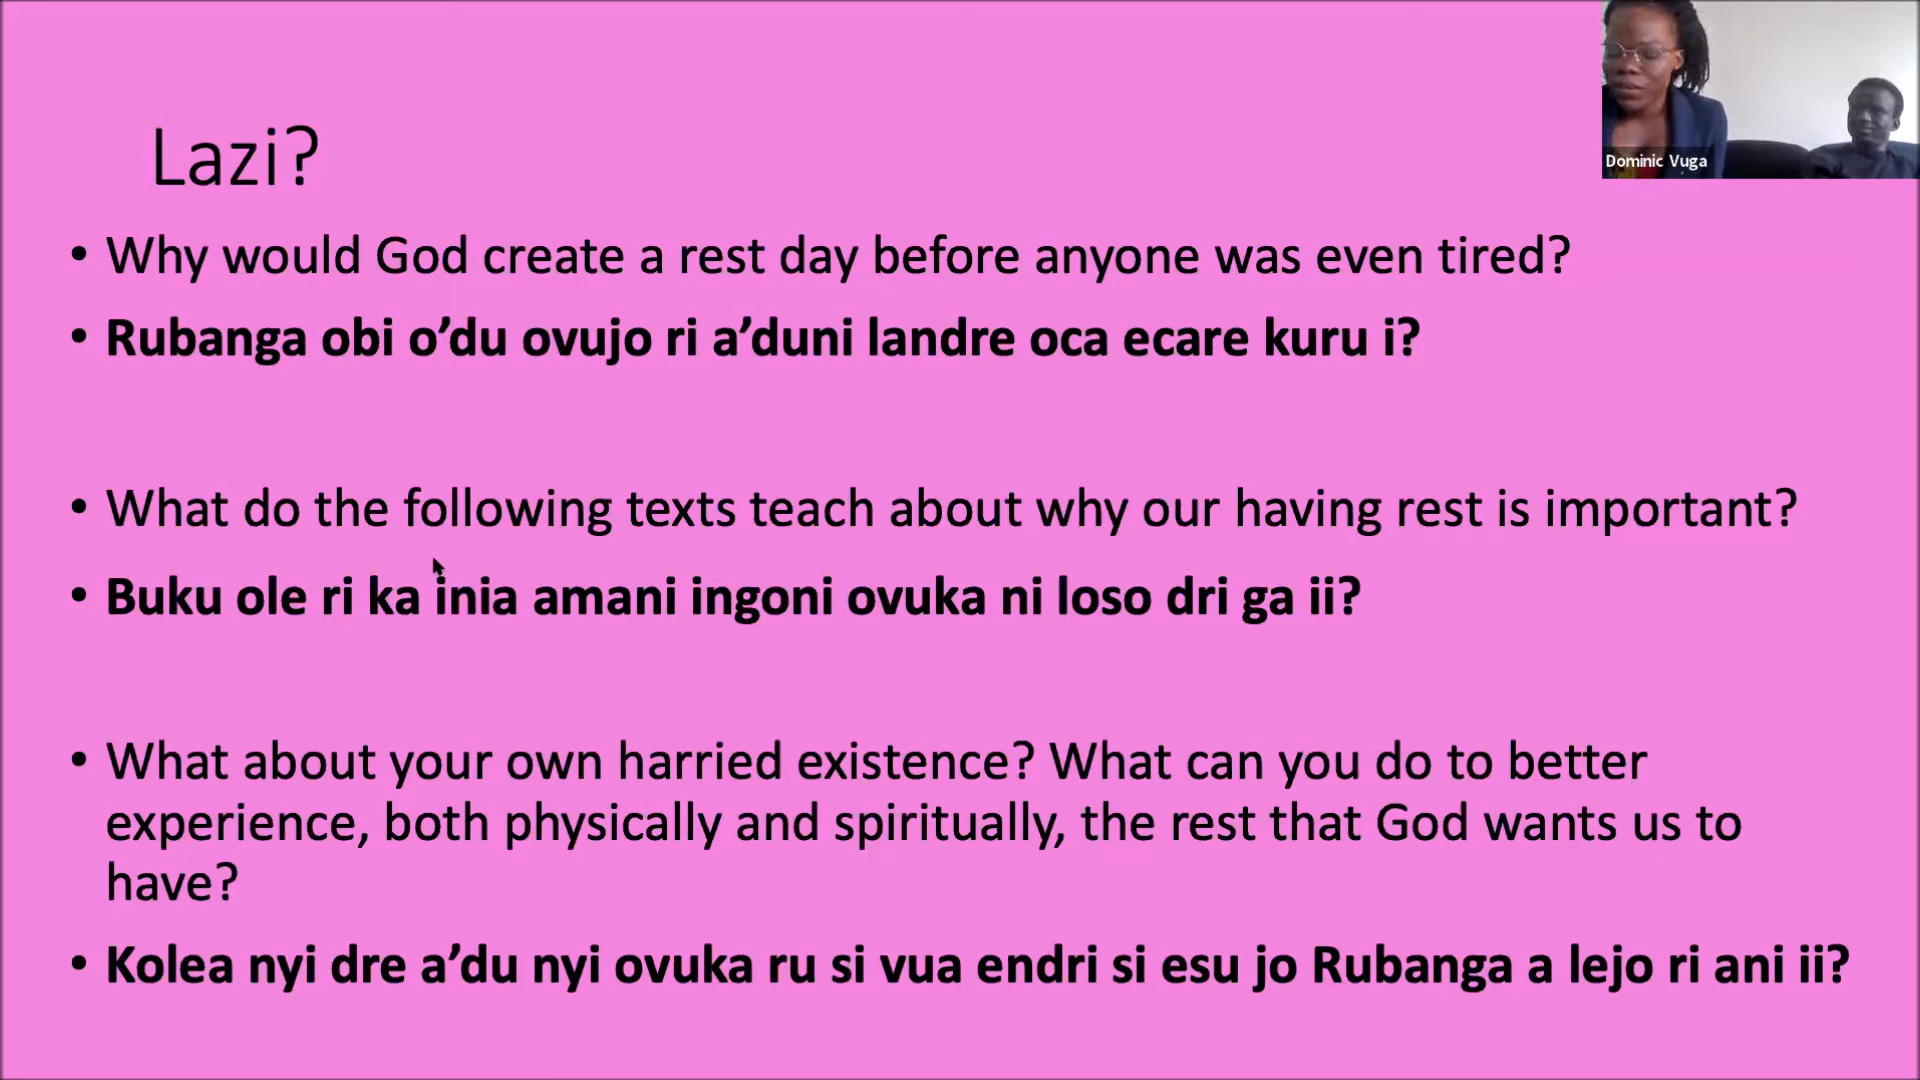 Dominic Vuga
Lazi?
• Why would God create a rest day before anyone was even tired?
• Rubanga obi o’du ovujo ri a’duni landre oca ecare kuru i?
• What do the following texts teach about why our having rest is important?
• Buku ole ri ka inia amani ingoni ovuka ni loso dri ga ii?
• What about your own harried existence? What can you do to better
experience, both physically and spiritually, the rest that God wants us to
have?
• Kolea nyi dre a’du nyi ovuka ru si vua endri si esu jo Rubanga a lejo ri ani ii?